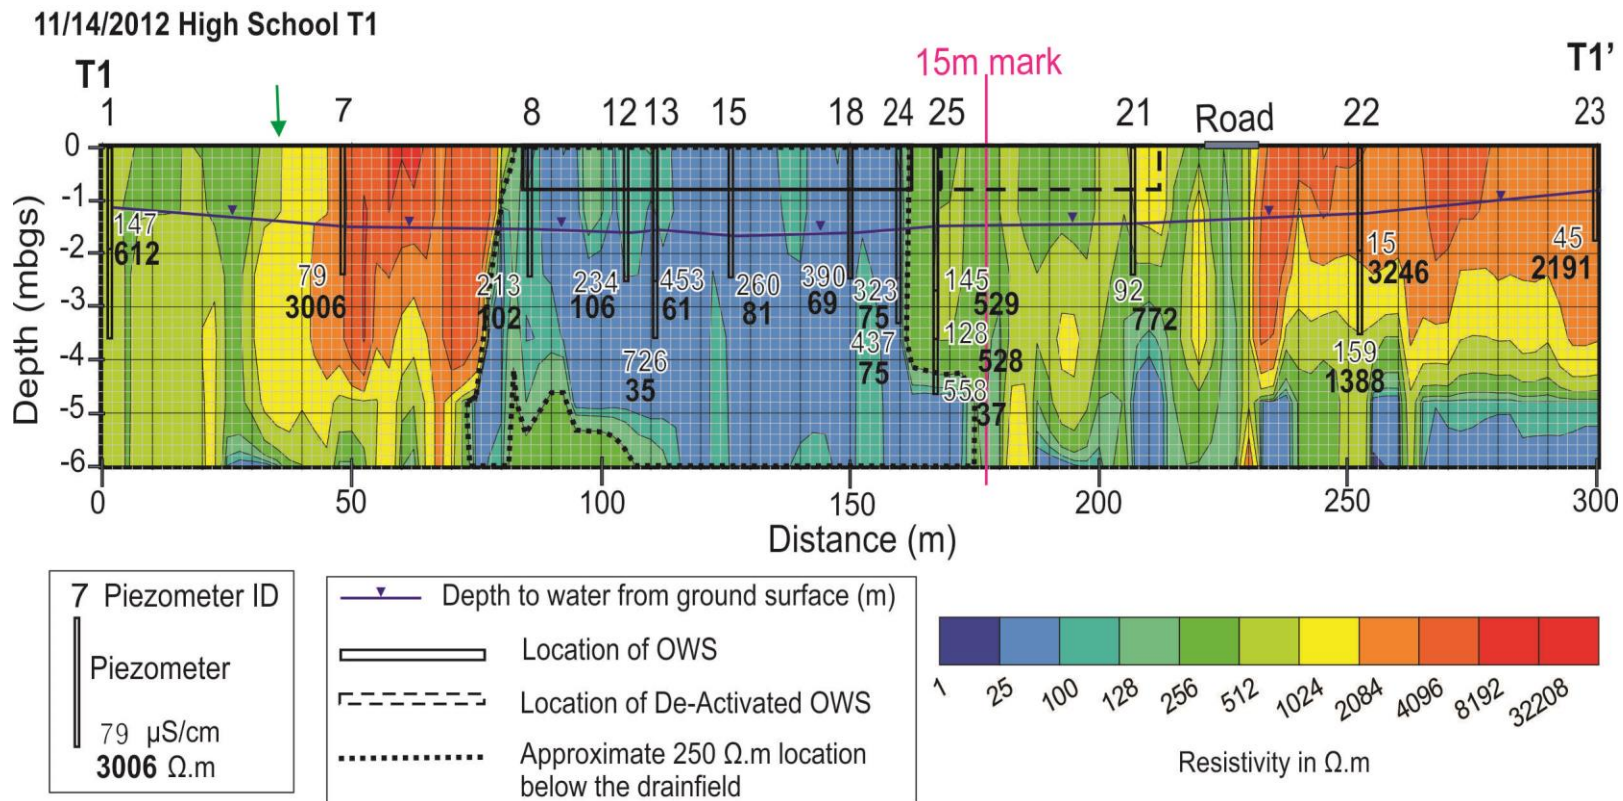 11/14/2012 High School T1
T1
15m mark
T1’
1 7 8 12 13 15 18 24 25 21 Road 22 23
Depth (mbgs)
0
-1
-2
-3
-4
-5
-6
147
612
79
3006
213
102
234
106
453
61
726
35
260
81
390
69
323
75
437
75
145
529
128
528
558
37
92
772
15
3246
159
1388
45
2191
0 50 100 150 200 250 300
Distance (m)
7 Piezometer ID
Piezometer
79 µS/cm
3006 Ω.m
Depth to water from ground surface (m)
Location of OWS
Location of De-Activated OWS
Approximate 250 Ω.m location
below the drainfield
1 25 100 128 256 512 1024 2084 4096 8192 32208
Resistivity in Ω.m